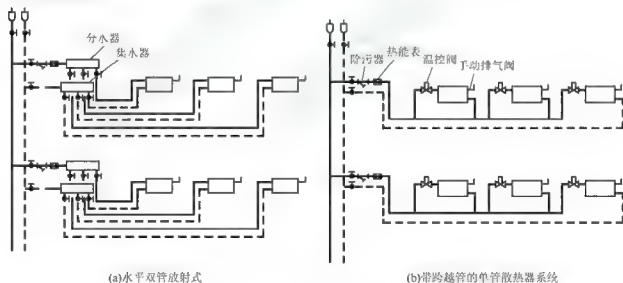 分水器
集水器
除污器
热能表
温控阀
手动排气阀
(a)水平双管放射式
(b)带跨越管的单管散热器系统